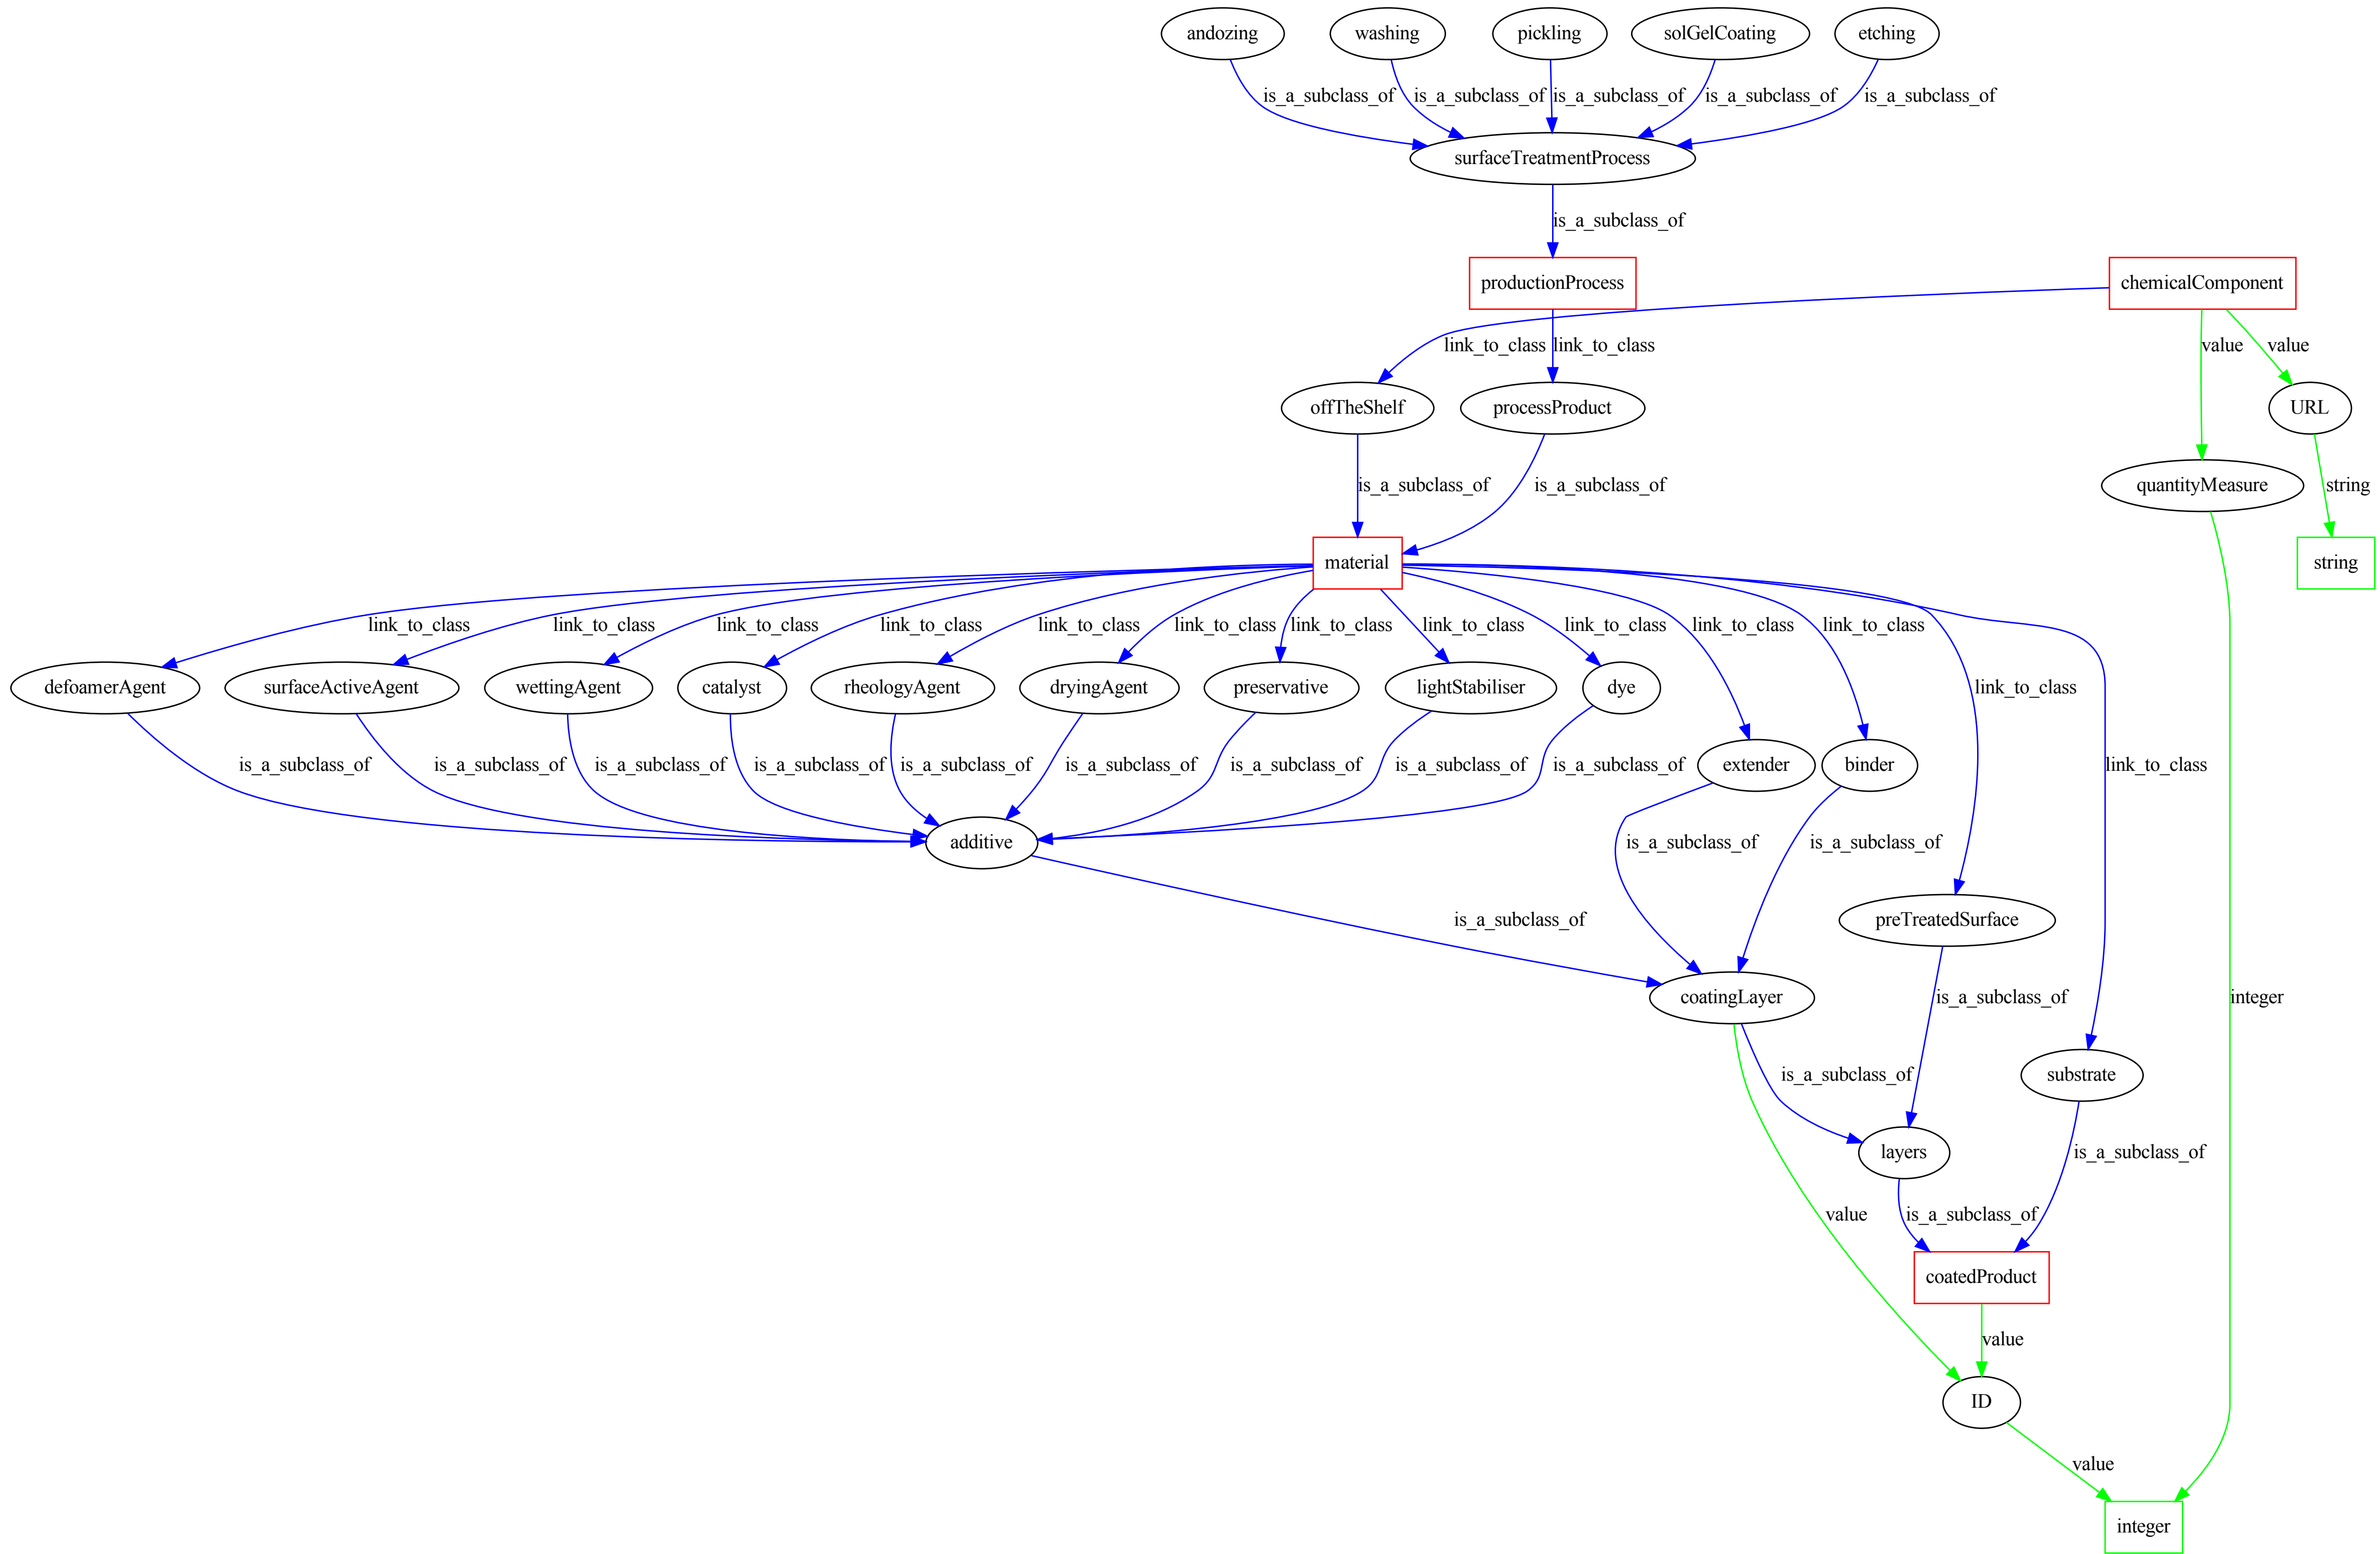 andozing
washing
pickling
solGelCoating
etching
is_a_subclass_of
is_a_subclass_of
is_a_subclass_of
is_a_subclass_of
is_a_subclass_of
surfaceTreatmentProcess
is_a_subclass_of
productionProcess
chemicalComponent
link_to_class
link_to_class
value
value
offTheShelf
processProduct
URL
is_a_subclass_of
is_a_subclass_of
quantityMeasure
string
material
string
link_to_class
link_to_class
link_to_class
link_to_class
link_to_class
link_to_class
link_to_class
link_to_class
link_to_class
link_to_class
link_to_class
defoamerAgent
surfaceActiveAgent
wettingAgent
catalyst
rheologyAgent
dryingAgent
preservative
lightStabiliser
dye
link_to_class
is_a_subclass_of
is_a_subclass_of
is_a_subclass_of
is_a_subclass_of
is_a_subclass_of
is_a_subclass_of
is_a_subclass_of
is_a_subclass_of
is_a_subclass_of
extender
binder
link_to_class
additive
is_a_subclass_of
is_a_subclass_of
is_a_subclass_of
preTreatedSurface
coatingLayer
is_a_subclass_of
integer
is_a_subclass_of
substrate
layers
is_a_subclass_of
value
is_a_subclass_of
coatedProduct
value
ID
value
integer